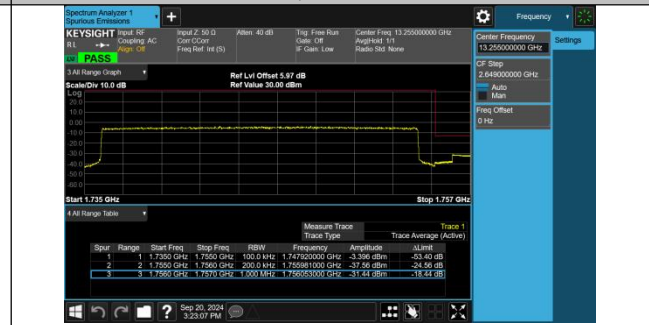 Spectrum Analyzer 1
Spurious Emissions
Frequency
KEYSIGHT
RL
PASS
Input: RF
Coupling: AC
Align: Off
Input Z: 50 Ω
Corr CCorr
Freq Ref: Int (S)
Atten: 40 dB
Trig: Free Run
Gate: Off
IF Gain: Low
Center Freq: 13.255000000 GHz
Avg|Hold: 1/1
Radio Std: None
Center Frequency
13.255000000 GHz
Settings
CF Step
2.649000000 GHz
Auto
Man
Freq Offset
0 Hz
3 All Range Graph
Scale/Div 10.0 dB
Ref Lvl Offset 5.97 dB
Ref Value 30.00 dBm
Log
20.0
10.0
0.00
-10.0
-20.0
-30.0
-40.0
-50.0
-60.0
Start 1.735 GHz
Stop 1.757 GHz
4 All Range Table
Measure Trace Trace 1
Trace Type Trace Average (Active)
Spur Range Start Freq Stop Freq RBW Frequency Amplitude ΔLimit
1 1 1.7350 GHz 1.7550 GHz 100.0 kHz 1.747920000 GHz -3.396 dBm -53.40 dB
2 2 1.7550 GHz 1.7560 GHz 200.0 kHz 1.755981000 GHz -37.56 dBm -24.56 dB
3 3 1.7560 GHz 1.7570 GHz 1.000 MHz 1.756053000 GHz -31.44 dBm -18.44 dB
Sep 20, 2024
3:23:07 PM